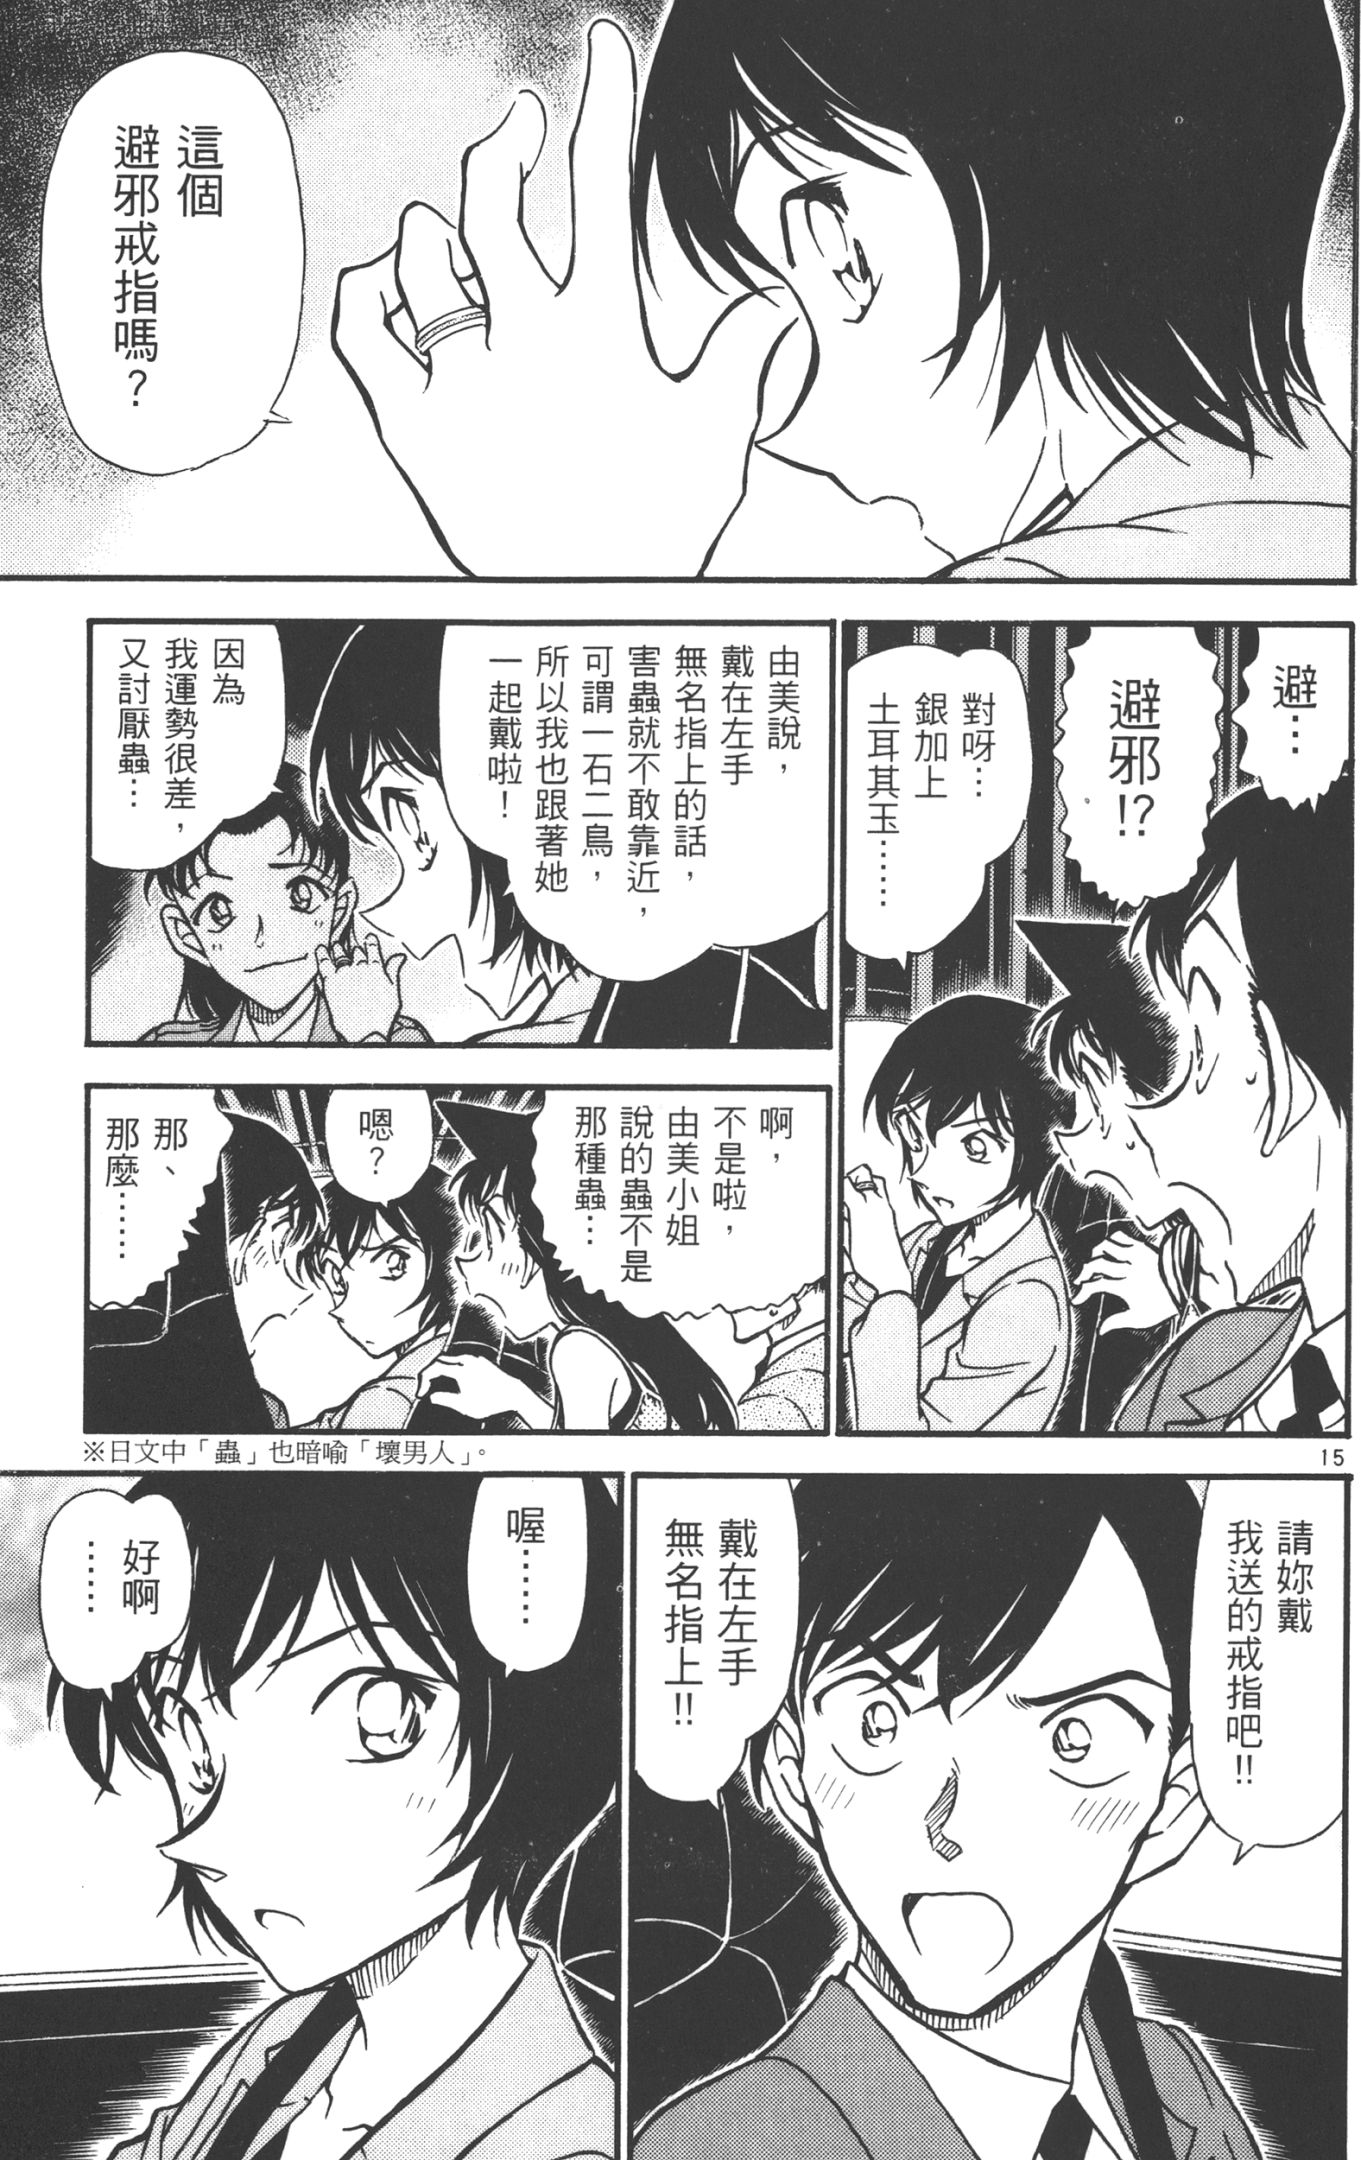 這個
避邪戒指嗎？
避…
避邪!?
對呀…
銀加上
土耳其玉……
由美說，
戴在左手
無名指上的話，
害蟲就不敢靠近，
可謂一石二鳥，
所以我也跟著她
一起戴啦！
因為
我運勢很差，
又討厭蟲…
啊，
不是啦，
由美小姐
說的蟲不是
那種蟲…
嗯？
那、
那麼……
※日文中「蟲」也暗喻「壞男人」。
15
請妳戴
我送的戒指吧!!
戴在左手
無名指上!!
喔……
好啊
……